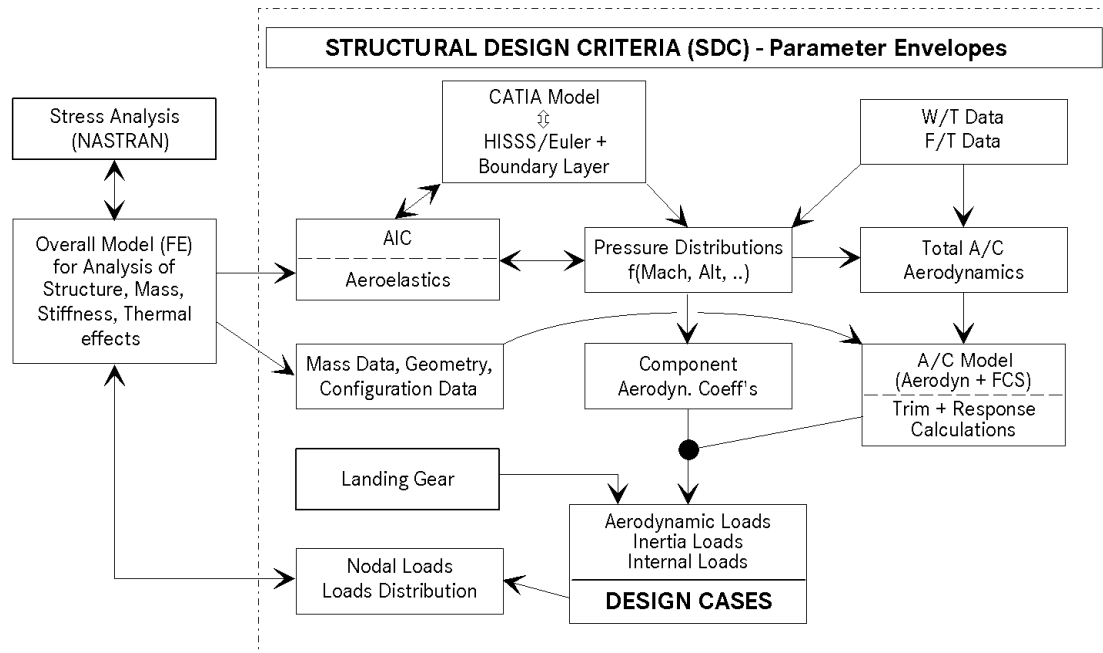 STRUCTURAL DESIGN CRITERIA (SDC) - Parameter Envelopes
Stress Analysis
(NASTRAN)
CATIA Model
⇕
HISSS/Euler +
Boundary Layer
W/T Data
F/T Data
Overall Model (FE)
for Analysis of
Structure, Mass,
Stiffness, Thermal
effects
AIC
Aeroelastics
Pressure Distributions
f(Mach, Alt, ..)
Total A/C
Aerodynamics
Mass Data, Geometry,
Configuration Data
Component
Aerodyn. Coeff's
A/C Model
(Aerodyn + FCS)
Trim + Response
Calculations
Landing Gear
Aerodynamic Loads
Inertia Loads
Internal Loads
DESIGN CASES
Nodal Loads
Loads Distribution